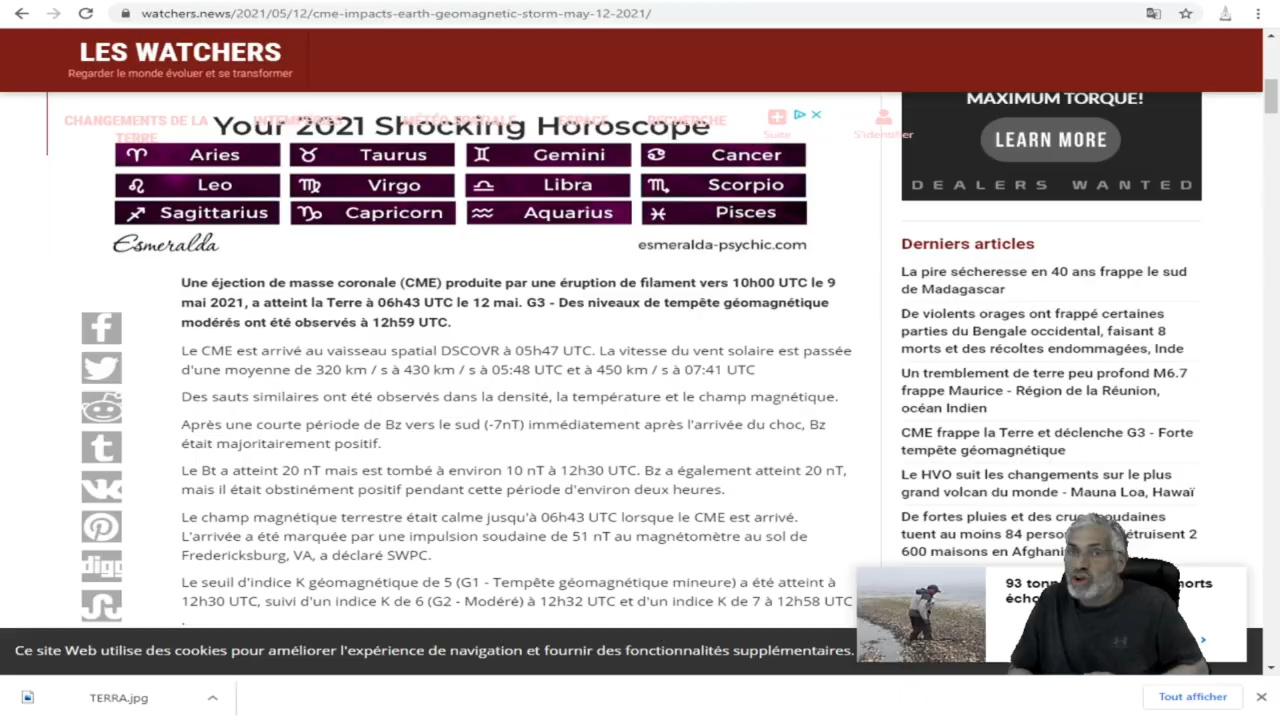 watchers.news/2021/05/12/cme-impacts-earth-geomagnetic-storm-may-12-2021/
LES WATCHERS
Regarder le monde évoluer et se transformer
CHANGEMENTS DE LA
TERRE
ESPACE
RECHERCHE
Suite
S'identifier
Your 2021 Shocking Horoscope
Aries
Taurus
Gemini
Cancer
Leo
Virgo
Libra
Scorpio
Sagittarius
Capricorn
Aquarius
Pisces
Esmeralda
esmeralda-psychic.com
Une éjection de masse coronale (CME) produite par une éruption de filament vers 10h00 UTC le 9
mai 2021, a atteint la Terre à 06h43 UTC le 12 mai. G3 - Des niveaux de tempête géomagnétique
modérés ont été observés à 12h59 UTC.
Le CME est arrivé au vaisseau spatial DSCOVR à 05h47 UTC. La vitesse du vent solaire est passée
d'une moyenne de 320 km / s à 430 km / s à 05:48 UTC et à 450 km / s à 07:41 UTC
Des sauts similaires ont été observés dans la densité, la température et le champ magnétique.
Après une courte période de Bz vers le sud (-7nT) immédiatement après l'arrivée du choc, Bz
était majoritairement positif.
Le Bt a atteint 20 nT mais est tombé à environ 10 nT à 12h30 UTC. Bz a également atteint 20 nT,
mais il était obstinément positif pendant cette période d'environ deux heures.
Le champ magnétique terrestre était calme jusqu'à 06h43 UTC lorsque le CME est arrivé.
L'arrivée a été marquée par une impulsion soudaine de 51 nT au magnétomètre au sol de
Fredericksburg, VA, a déclaré SWPC.
Le seuil d'indice K géomagnétique de 5 (G1 - Tempête géomagnétique mineure) a été atteint à
12h30 UTC, suivi d'un indice K de 6 (G2 - Modéré) à 12h32 UTC et d'un indice K de 7 à 12h58 UTC
.
digg
MAXIMUM TORQUE!
LEARN MORE
DEALERS WANTED
Derniers articles
La pire sécheresse en 40 ans frappe le sud
de Madagascar
De violents orages ont frappé certaines
parties du Bengale occidental, faisant 8
morts et des récoltes endommagées, Inde
Un tremblement de terre peu profond M6.7
frappe Maurice - Région de la Réunion,
océan Indien
CME frappe la Terre et déclenche G3 - Forte
tempête géomagnétique
Le HVO suit les changements sur le plus
grand volcan du monde - Mauna Loa, Hawaï
De fortes pluies et des crues soudaines
tuent au moins 84 2
600 maisons en
93
Ce site Web utilise des cookies pour améliorer l'expérience de navigation et fournir des fonctionnalités supplémentaires.
TERRA.jpg
Tout afficher